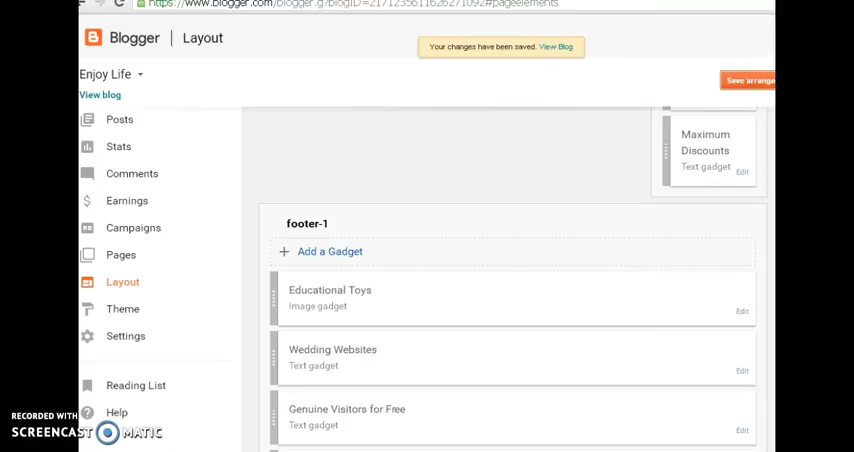 https://www.blogger.com/blogger.g?blogID=2171235611626271092#pageelements
Blogger | Layout
Your changes have been saved. View Blog
Enjoy Life
View blog
Save arrange
Posts
Stats
Comments
Earnings
Campaigns
Pages
Layout
Theme
Settings
Reading List
Help
Maximum
Discounts
Text gadget
Edit
footer-1
+ Add a Gadget
Educational Toys
Image gadget
Edit
Wedding Websites
Text gadget
Edit
Genuine Visitors for Free
Text gadget
Edit
RECORDED WITH
SCREENCAST MATIC